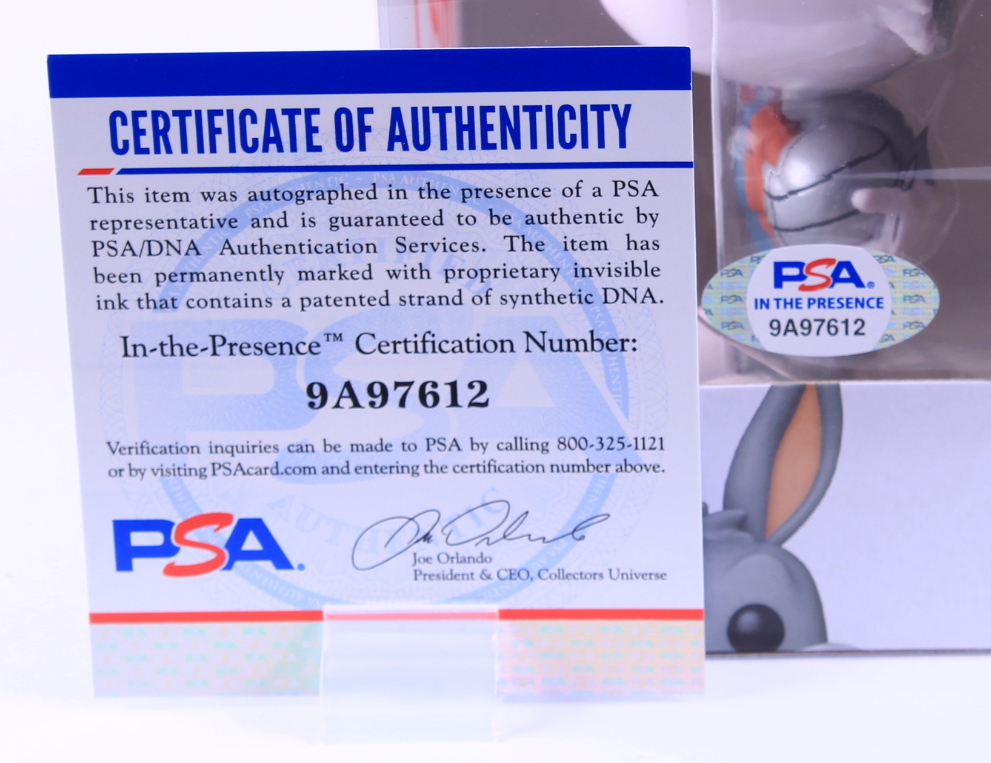 CERTIFICATE OF AUTHENTICITY
This item was autographed in the presence of a PSA
representative and is guaranteed to be authentic by
PSA/DNA Authentication Services. The item has
been permanently marked with proprietary invisible
ink that contains a patented strand of synthetic DNA.
In-the-Presence™ Certification Number:
9A97612
Verification inquiries can be made to PSA by calling 800-325-1121
or by visiting PSAcard.com and entering the certification number above.
PSA.
Joe Orlando
President & CEO, Collectors Universe
PSA.
IN THE PRESENCE
9A97612